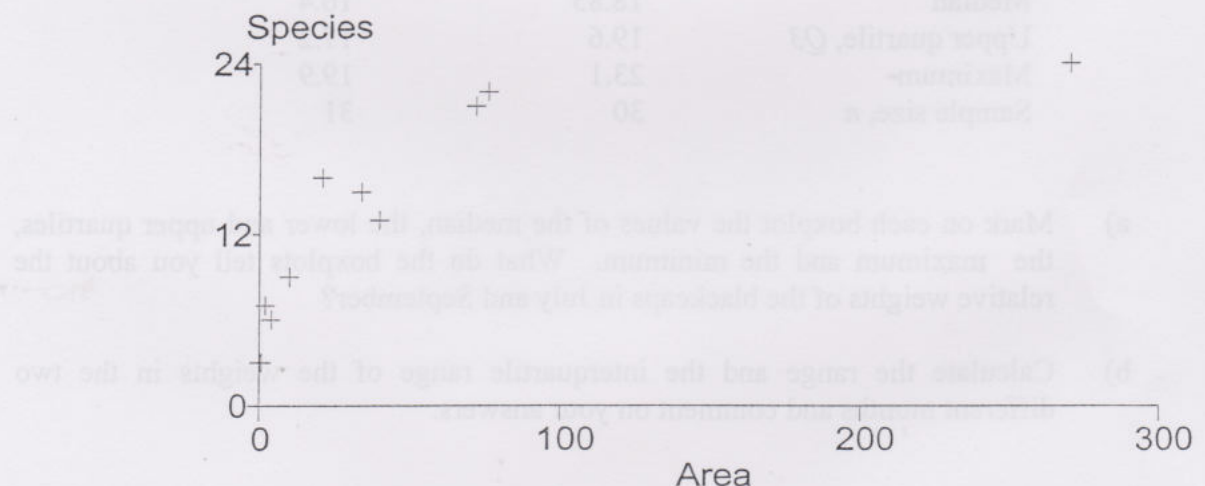 Species
24
12
0
0 100 200 300
Area
Median
Upper quartile, Q3 19.6
Maximum 23.1 19.9
Sample size, n 30 31
a) Mark on each boxplot the values of the median, the lower and upper quartiles,
the maximum and the minimum. What do the boxplots tell you about the
relative weights of the blackcaps in July and September?
b) Calculate the range and the interquartile range of the weights in the two
different months and comment on your answers.